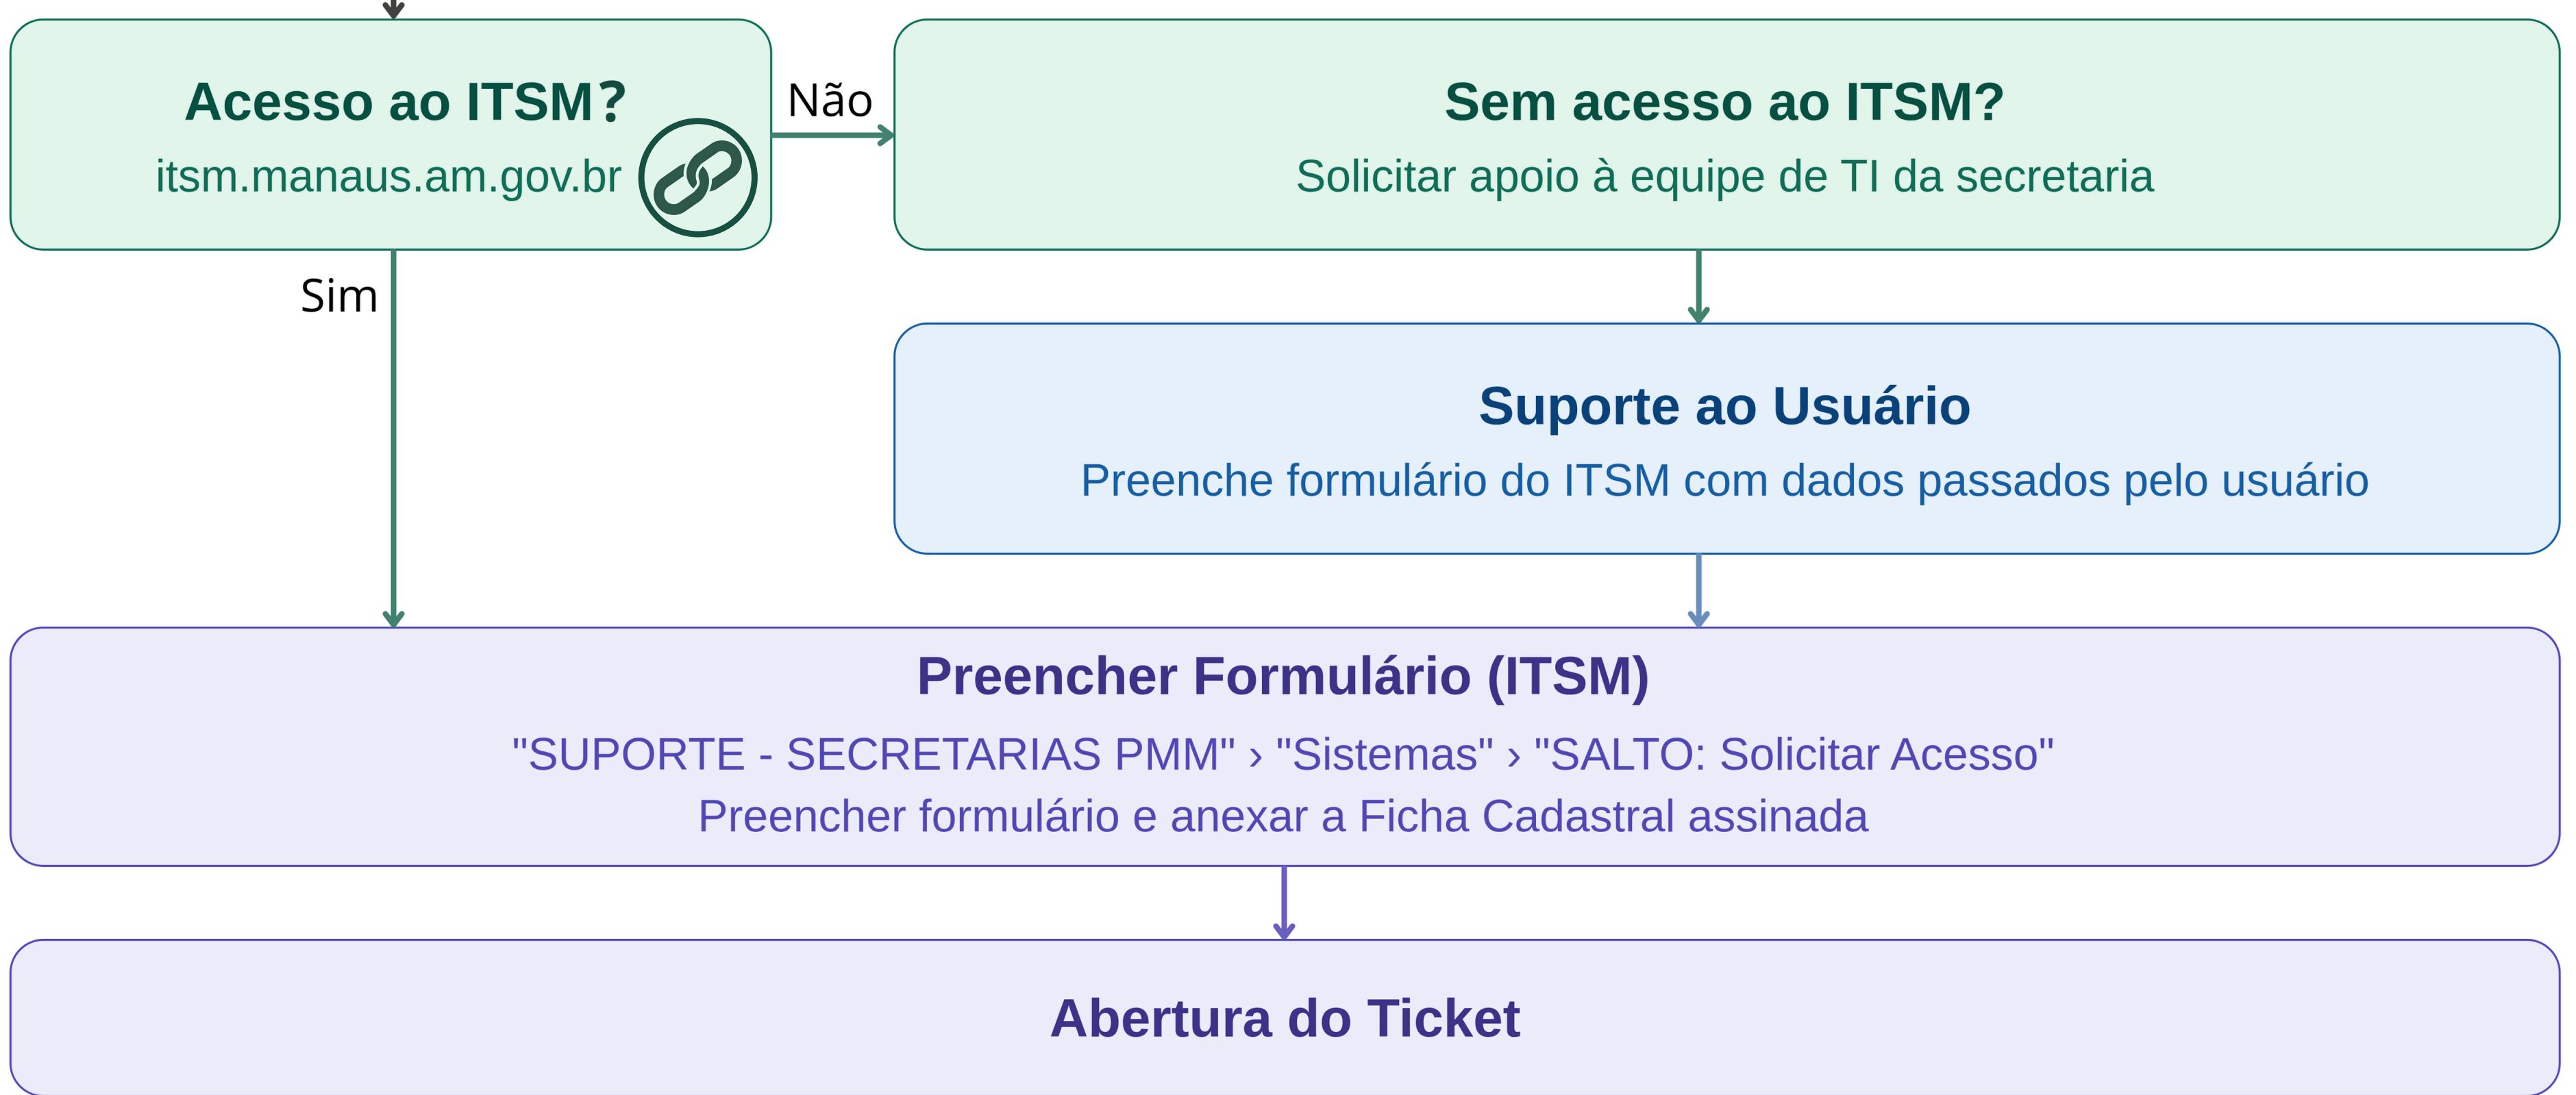 Acesso ao ITSM?
itsm.manaus.am.gov.br
Não
Sem acesso ao ITSM?
Solicitar apoio à equipe de TI da secretaria
Sim
Suporte ao Usuário
Preenche formulário do ITSM com dados passados pelo usuário
Preencher Formulário (ITSM)
"SUPORTE - SECRETARIAS PMM" › "Sistemas" › "SALTO: Solicitar Acesso"
Preencher formulário e anexar a Ficha Cadastral assinada
Abertura do Ticket